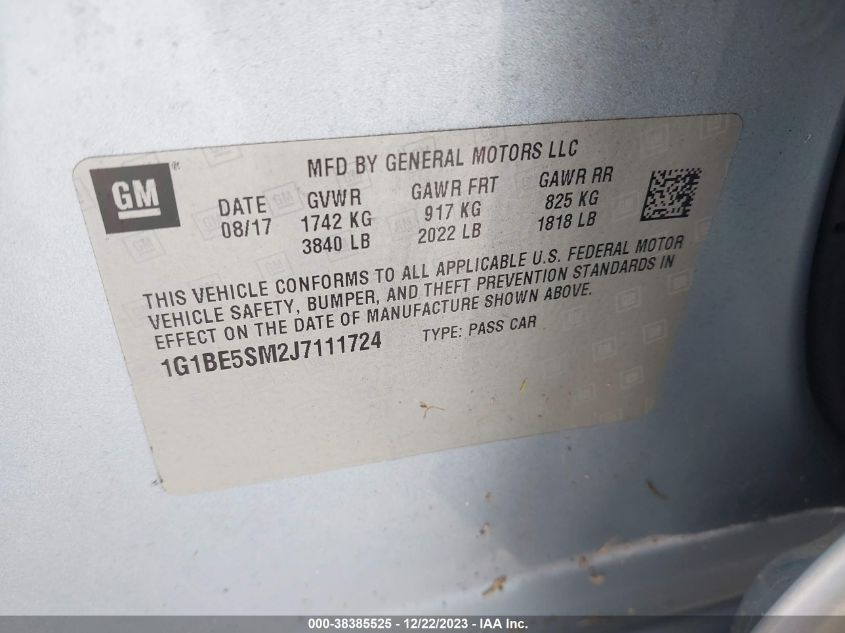 MFD BY GENERAL MOTORS LLC
GM®
DATE GVWR GAWR FRT GAWR RR
08/17 1742 KG 917 KG 825 KG
3840 LB 2022 LB 1818 LB
THIS VEHICLE CONFORMS TO ALL APPLICABLE U.S. FEDERAL MOTOR
VEHICLE SAFETY, BUMPER, AND THEFT PREVENTION STANDARDS IN
EFFECT ON THE DATE OF MANUFACTURE SHOWN ABOVE.
1G1BE5SM2J7111724 TYPE: PASS CAR
000-38385525 - 12/22/2023 -